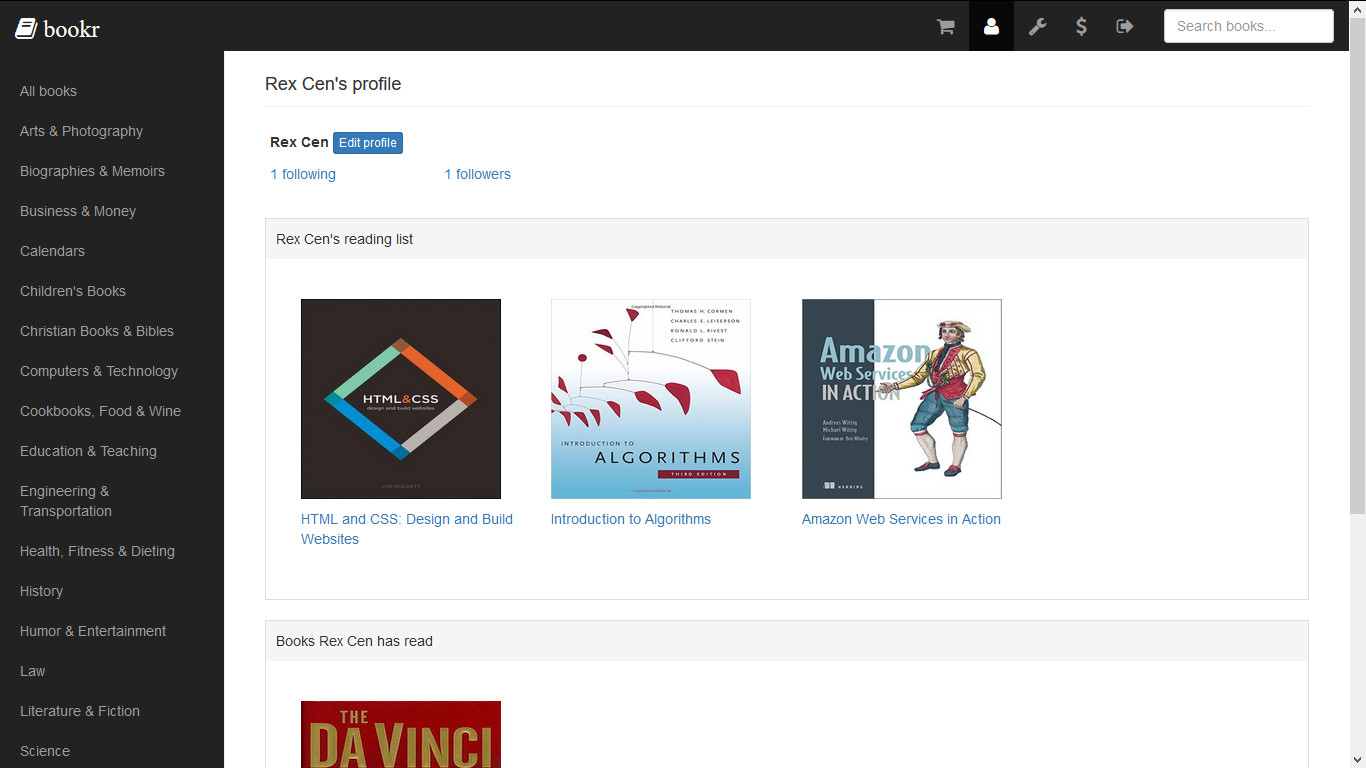 bookr
Search books...
All books
Arts & Photography
Biographies & Memoirs
Business & Money
Calendars
Children's Books
Christian Books & Bibles
Computers & Technology
Cookbooks, Food & Wine
Education & Teaching
Engineering &
Transportation
Health, Fitness & Dieting
History
Humor & Entertainment
Law
Literature & Fiction
Science
Rex Cen's profile
Rex Cen Edit profile
1 following
1 followers
Rex Cen's reading list
HTML&CSS
design and build websites
JON DUCKETT
HTML and CSS: Design and Build
Websites
Copyrighted Material
THOMAS H. CORMEN
CHARLES E. LEISERSON
RONALD L. RIVEST
CLIFFORD STEIN
INTRODUCTION TO
ALGORITHMS
THIRD EDITION
Copyrighted Material
Introduction to Algorithms
Amazon
Web Services
IN ACTION
Andreas Wittig
Michael Wittig
Foreword by Ben Whaley
MANNING
Amazon Web Services in Action
Books Rex Cen has read
THE
DA VINCI